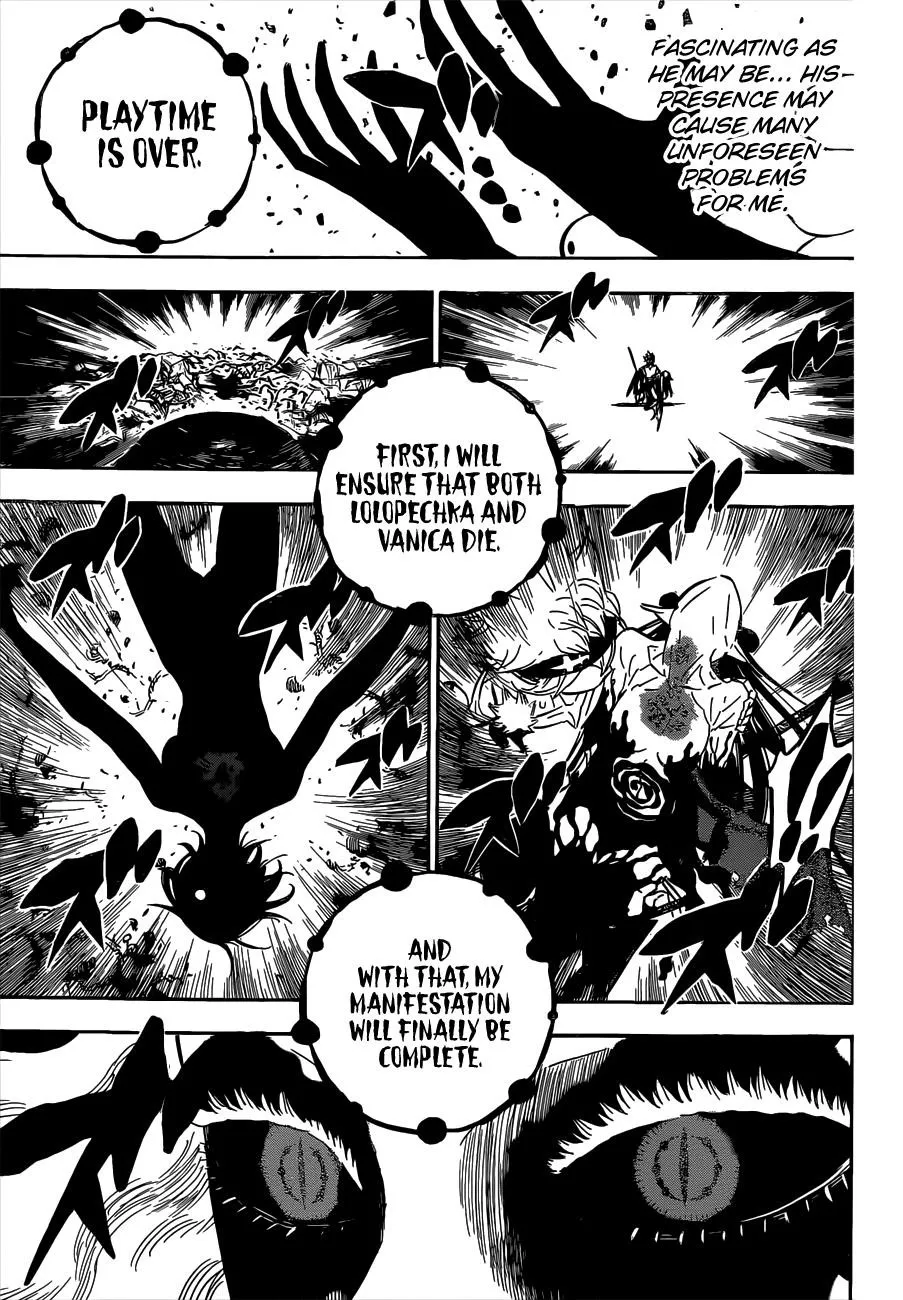 FASCINATING AS
HE MAY BE... HIS
PRESENCE MAY
CAUSE MANY
UNFORESEEN
PROBLEMS
FOR ME.
PLAYTIME
IS OVER.
FIRST, I WILL
ENSURE THAT BOTH
LOLOPECHKA AND
VANICA DIE.
AND
WITH THAT, MY
MANIFESTATION
WILL FINALLY BE
COMPLETE.